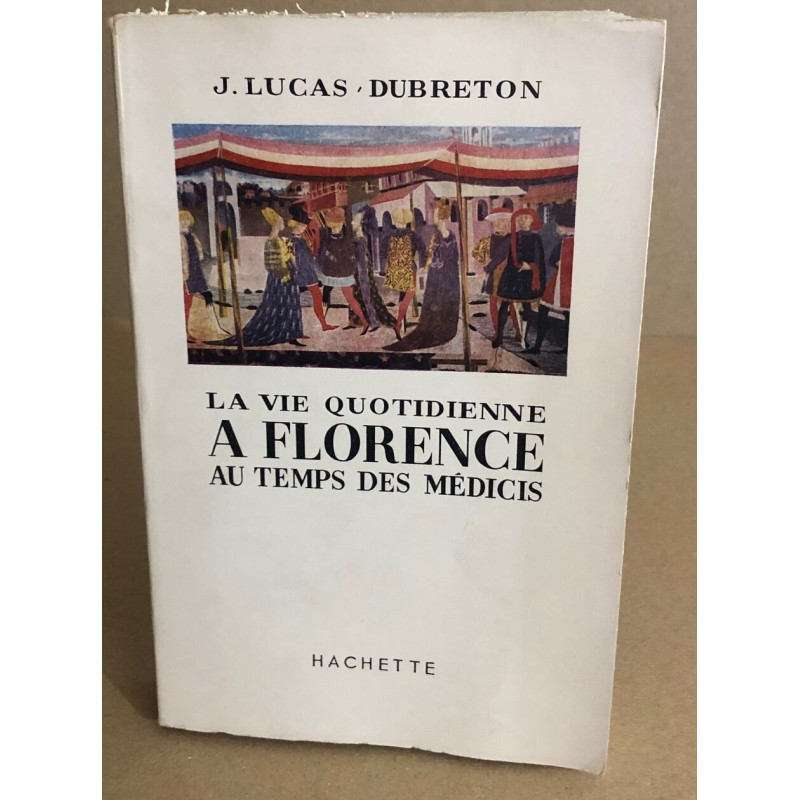 J. LUCAS-DUBRETON
LA VIE QUOTIDIENNE
A FLORENCE
AU TEMPS DES MÉDICIS
HACHETTE